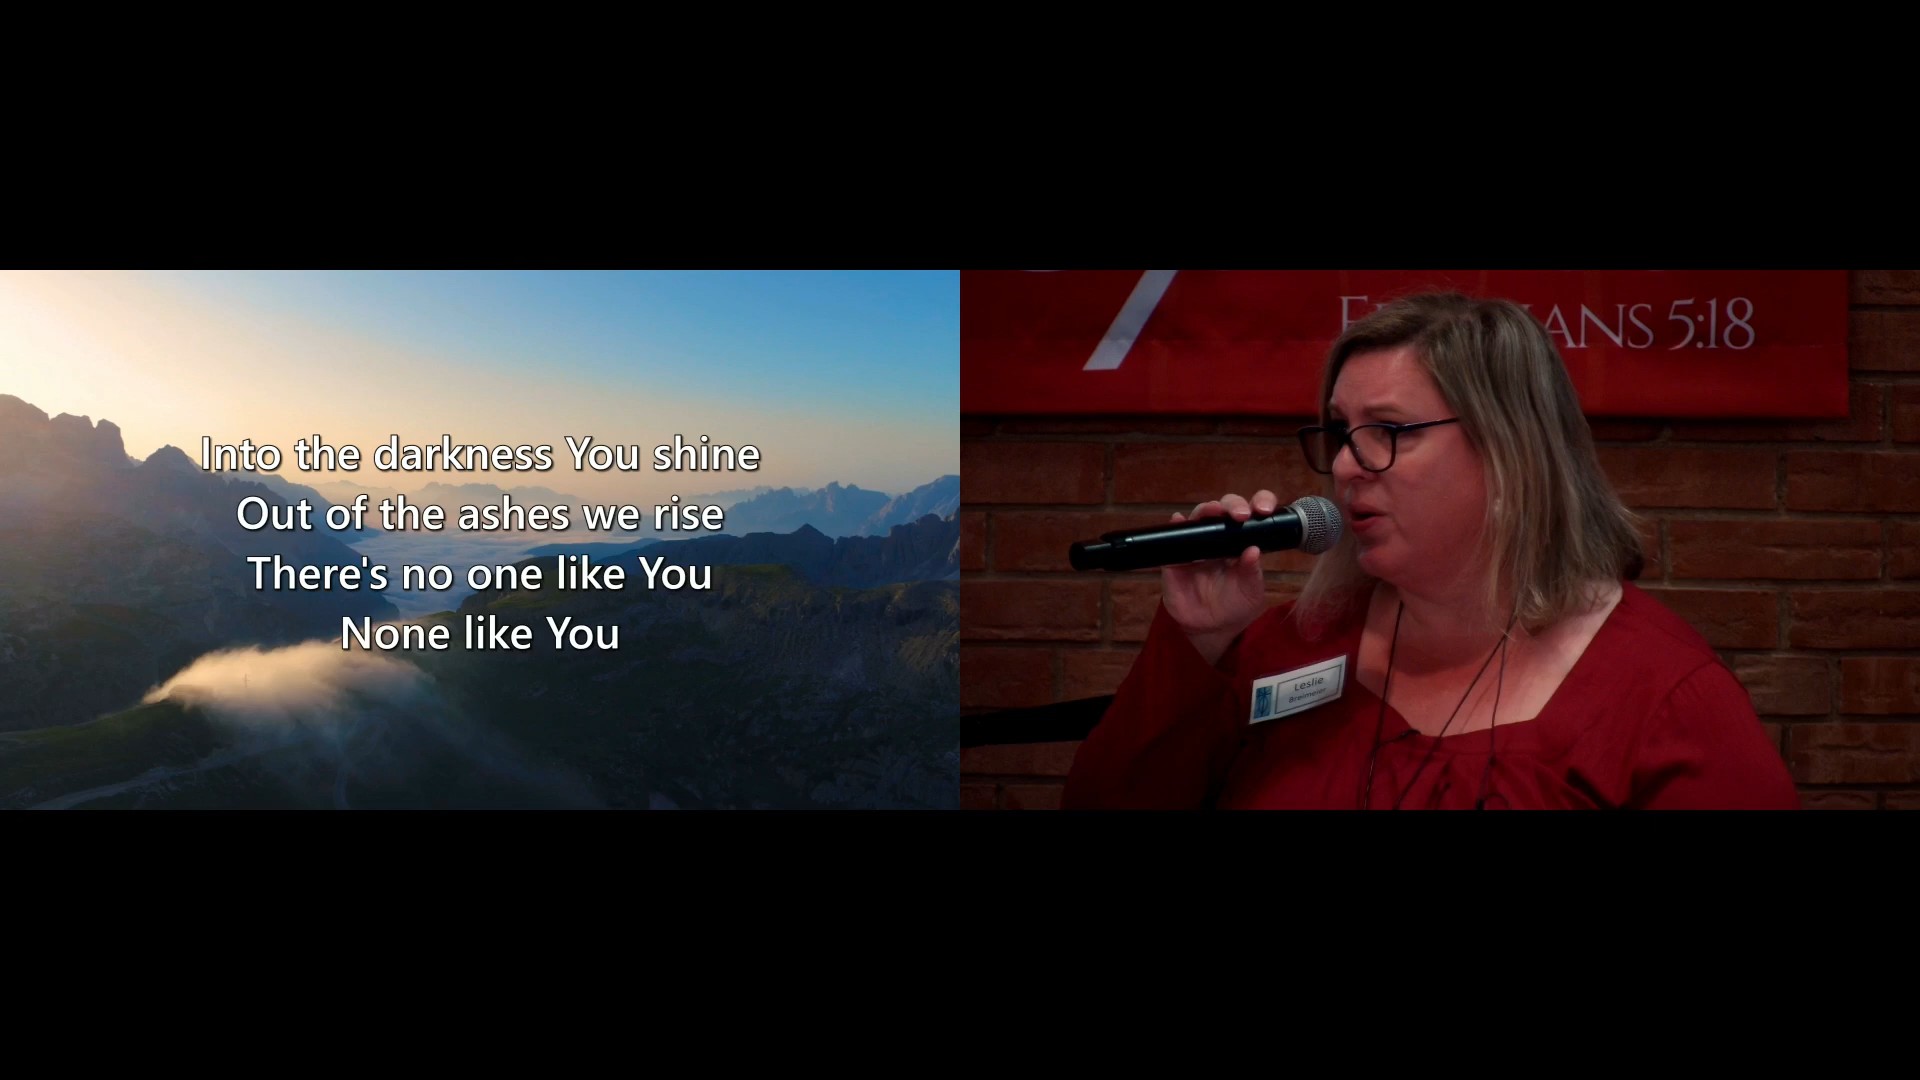 Into the darkness You shine
Out of the ashes we rise
There's no one like You
None like You
ANS 5:18
Leslie